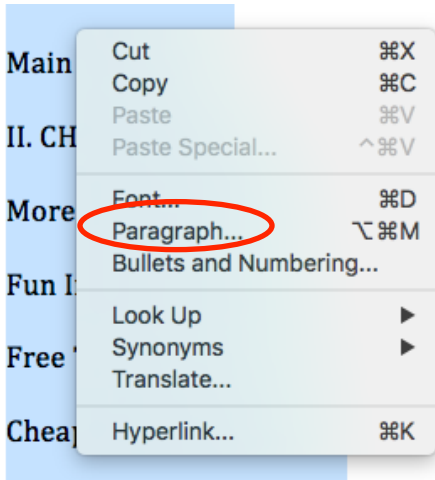 Main
II. CH
More
Fun I
Free
Cheap
Cut ⌘X
Copy ⌘C
Paste ⌘V
Paste Special... ^⌘V
Font... ⌘D
Paragraph... ⌥⌘M
Bullets and Numbering...
Look Up ▶
Synonyms ▶
Translate...
Hyperlink... ⌘K